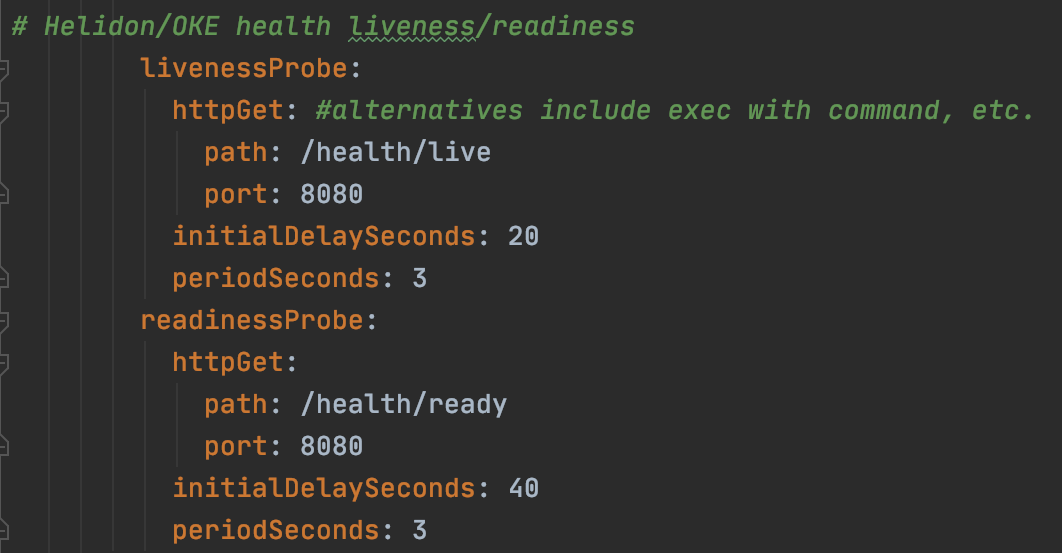 # Helidon/OKE health liveness/readiness
livenessProbe:
httpGet: #alternatives include exec with command, etc.
path: /health/live
port: 8080
initialDelaySeconds: 20
periodSeconds: 3
readinessProbe:
httpGet:
path: /health/ready
port: 8080
initialDelaySeconds: 40
periodSeconds: 3